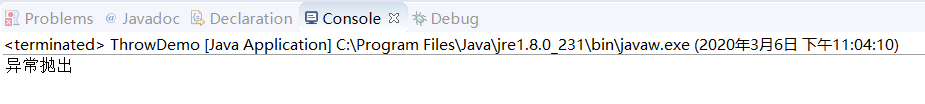 Problems @ Javadoc Declaration Console Debug
<terminated> ThrowDemo [Java Application] C:\Program Files\Java\jre1.8.0_231\bin\javaw.exe (2020年3月6日 下午11:04:10)
异常抛出